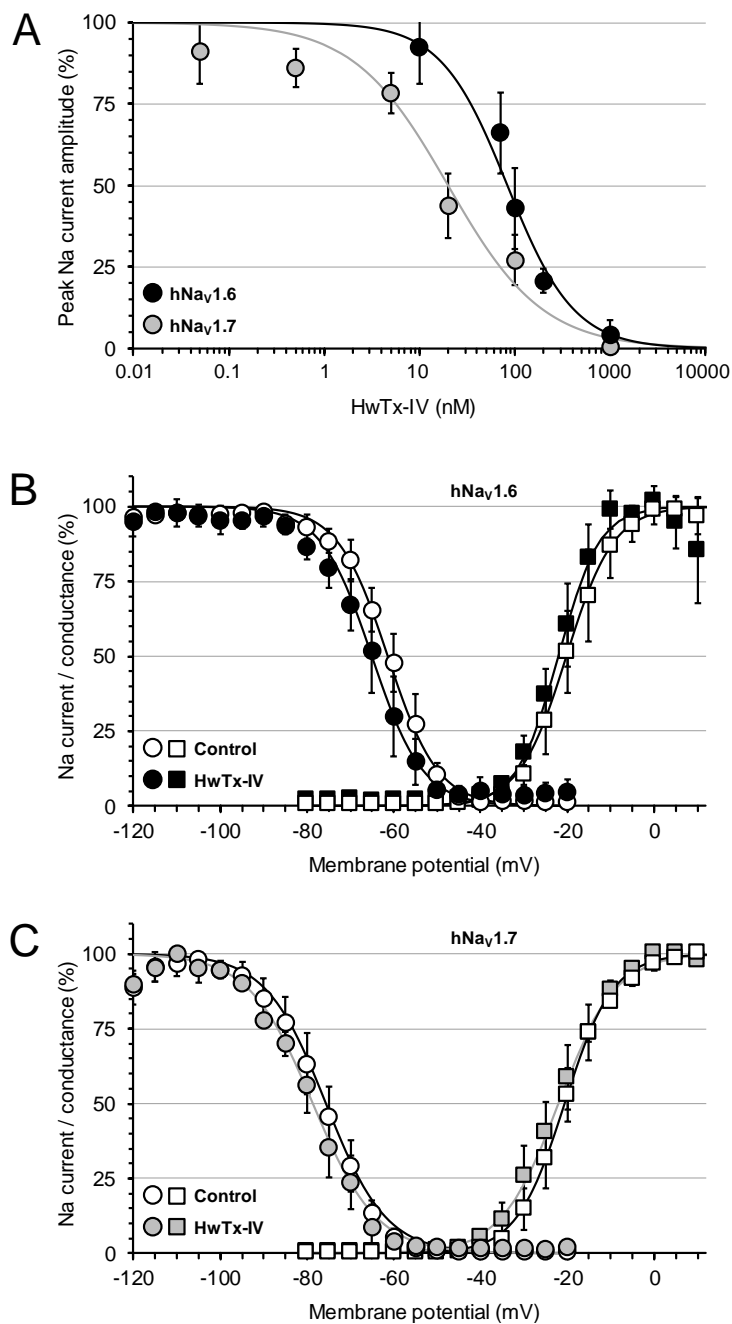 A
Peak Na current amplitude (%)
100
75
50
25
0
hNaV1.6
hNaV1.7
0.01 0.1 1 10 100 1000 10000
HwTx-IV (nM)
B
hNaV1.6
Na current / conductance (%)
100
75
50
25
0
Control
HwTx-IV
-120 -100 -80 -60 -40 -20 0
Membrane potential (mV)
C
hNaV1.7
Na current / conductance (%)
100
75
50
25
0
Control
HwTx-IV
-120 -100 -80 -60 -40 -20 0
Membrane potential (mV)